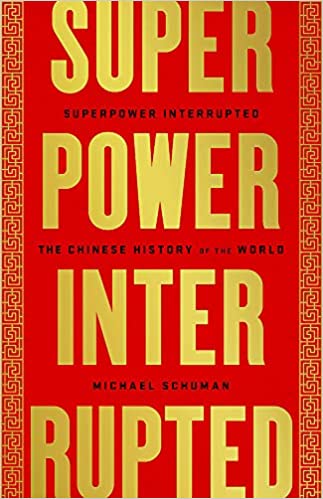 SUPER
SUPERPOWER INTERRUPTED
POWER
THE CHINESE HISTORY OF THE WORLD
INTER
MICHAEL SCHUMAN
RUPTED